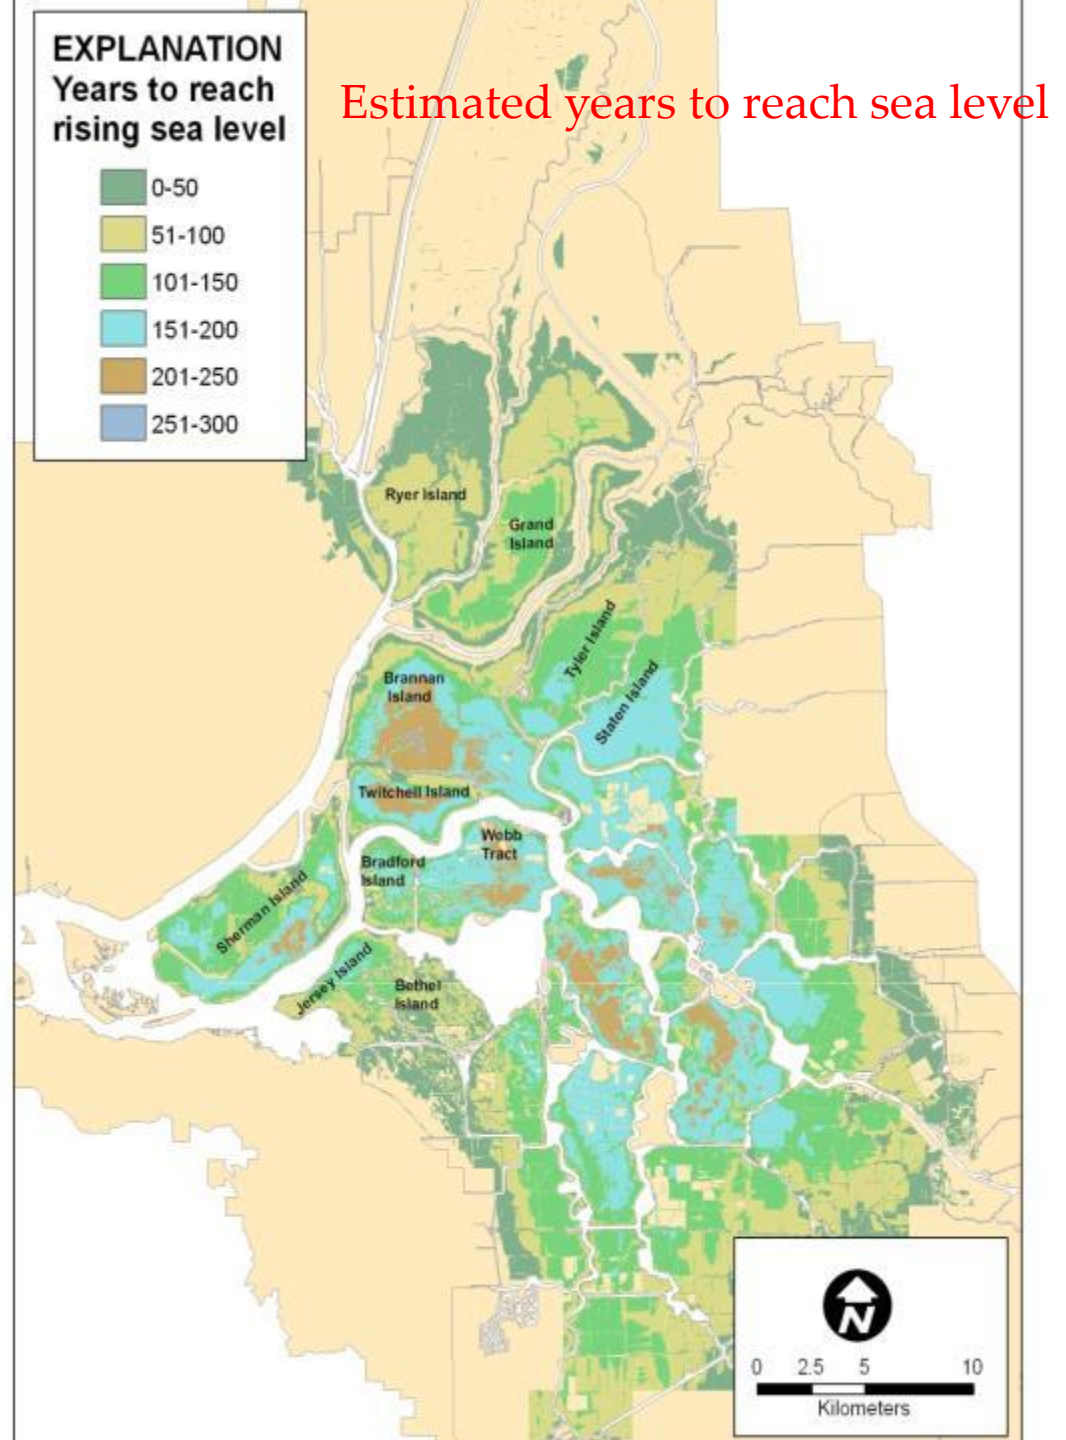 EXPLANATION
Years to reach
rising sea level
0-50
51-100
101-150
151-200
201-250
251-300
Estimated years to reach sea level
Ryer Island
Grand
Island
Tyler Island
Staten Island
Brannan
Island
Twitchell Island
Webb
Tract
Bradford
Island
Sherman Island
Jersey Island
Bethel
Island
N
0 2.5 5 10
Kilometers